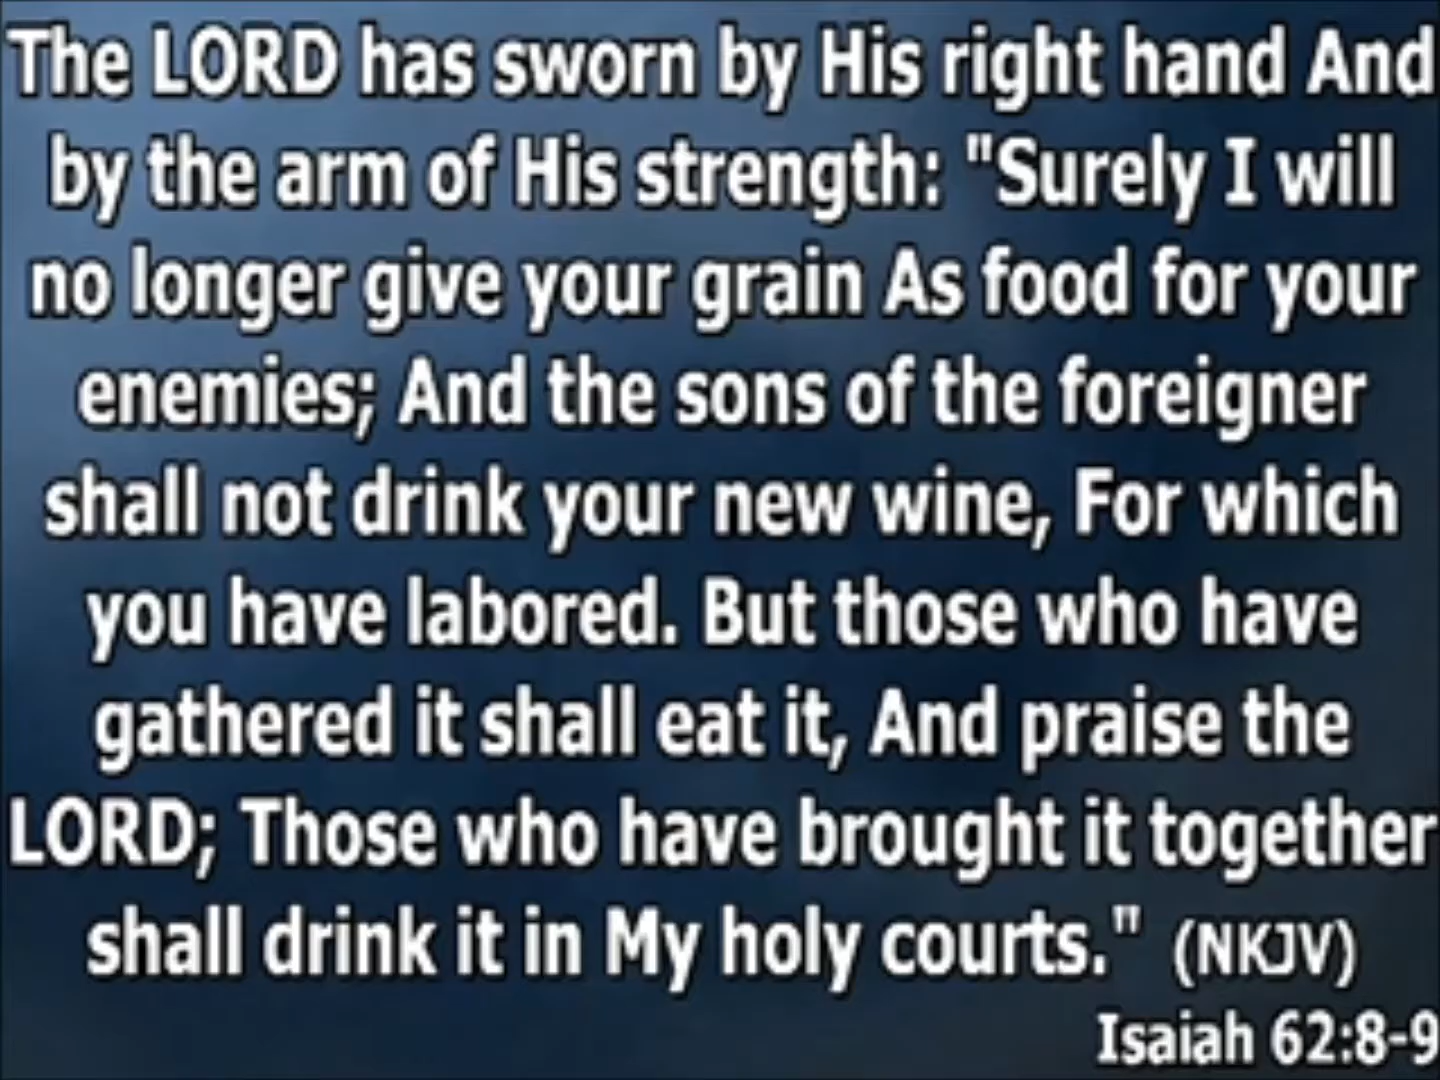 The LORD has sworn by His right hand And
by the arm of His strength: "Surely I will
no longer give your grain As food for your
enemies; And the sons of the foreigner
shall not drink your new wine, For which
you have labored. But those who have
gathered it shall eat it, And praise the
LORD; Those who have brought it together
shall drink it in My holy courts." (NKJV)
Isaiah 62:8-9